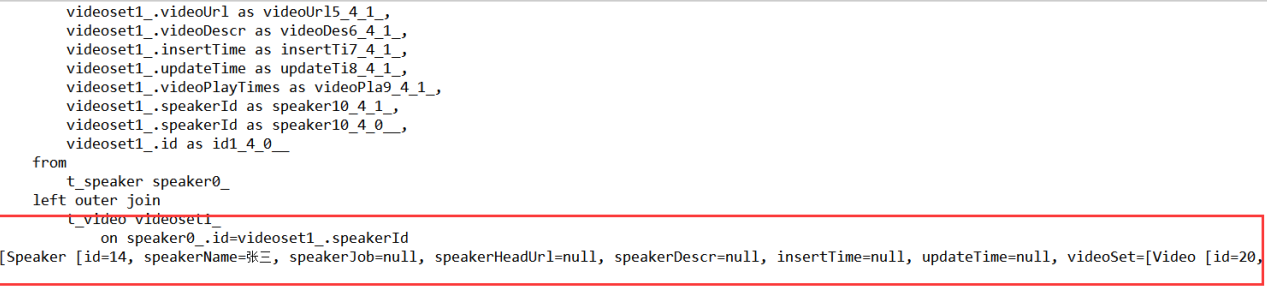 videoset1_.videoUrl as videoUrl5_4_1_,
videoset1_.videoDescr as videoDes6_4_1_,
videoset1_.insertTime as insertTi7_4_1_,
videoset1_.updateTime as updateTi8_4_1_,
videoset1_.videoPlayTimes as videoPla9_4_1_,
videoset1_.speakerId as speaker10_4_1_,
videoset1_.speakerId as speaker10_4_0__,
videoset1_.id as id1_4_0__
from
t_speaker speaker0_
left outer join
t_video videoset1_
on speaker0_.id=videoset1_.speakerId
[Speaker [id=14, speakerName=张三, speakerJob=null, speakerHeadUrl=null, speakerDescr=null, insertTime=null, updateTime=null, videoSet=[Video [id=20,